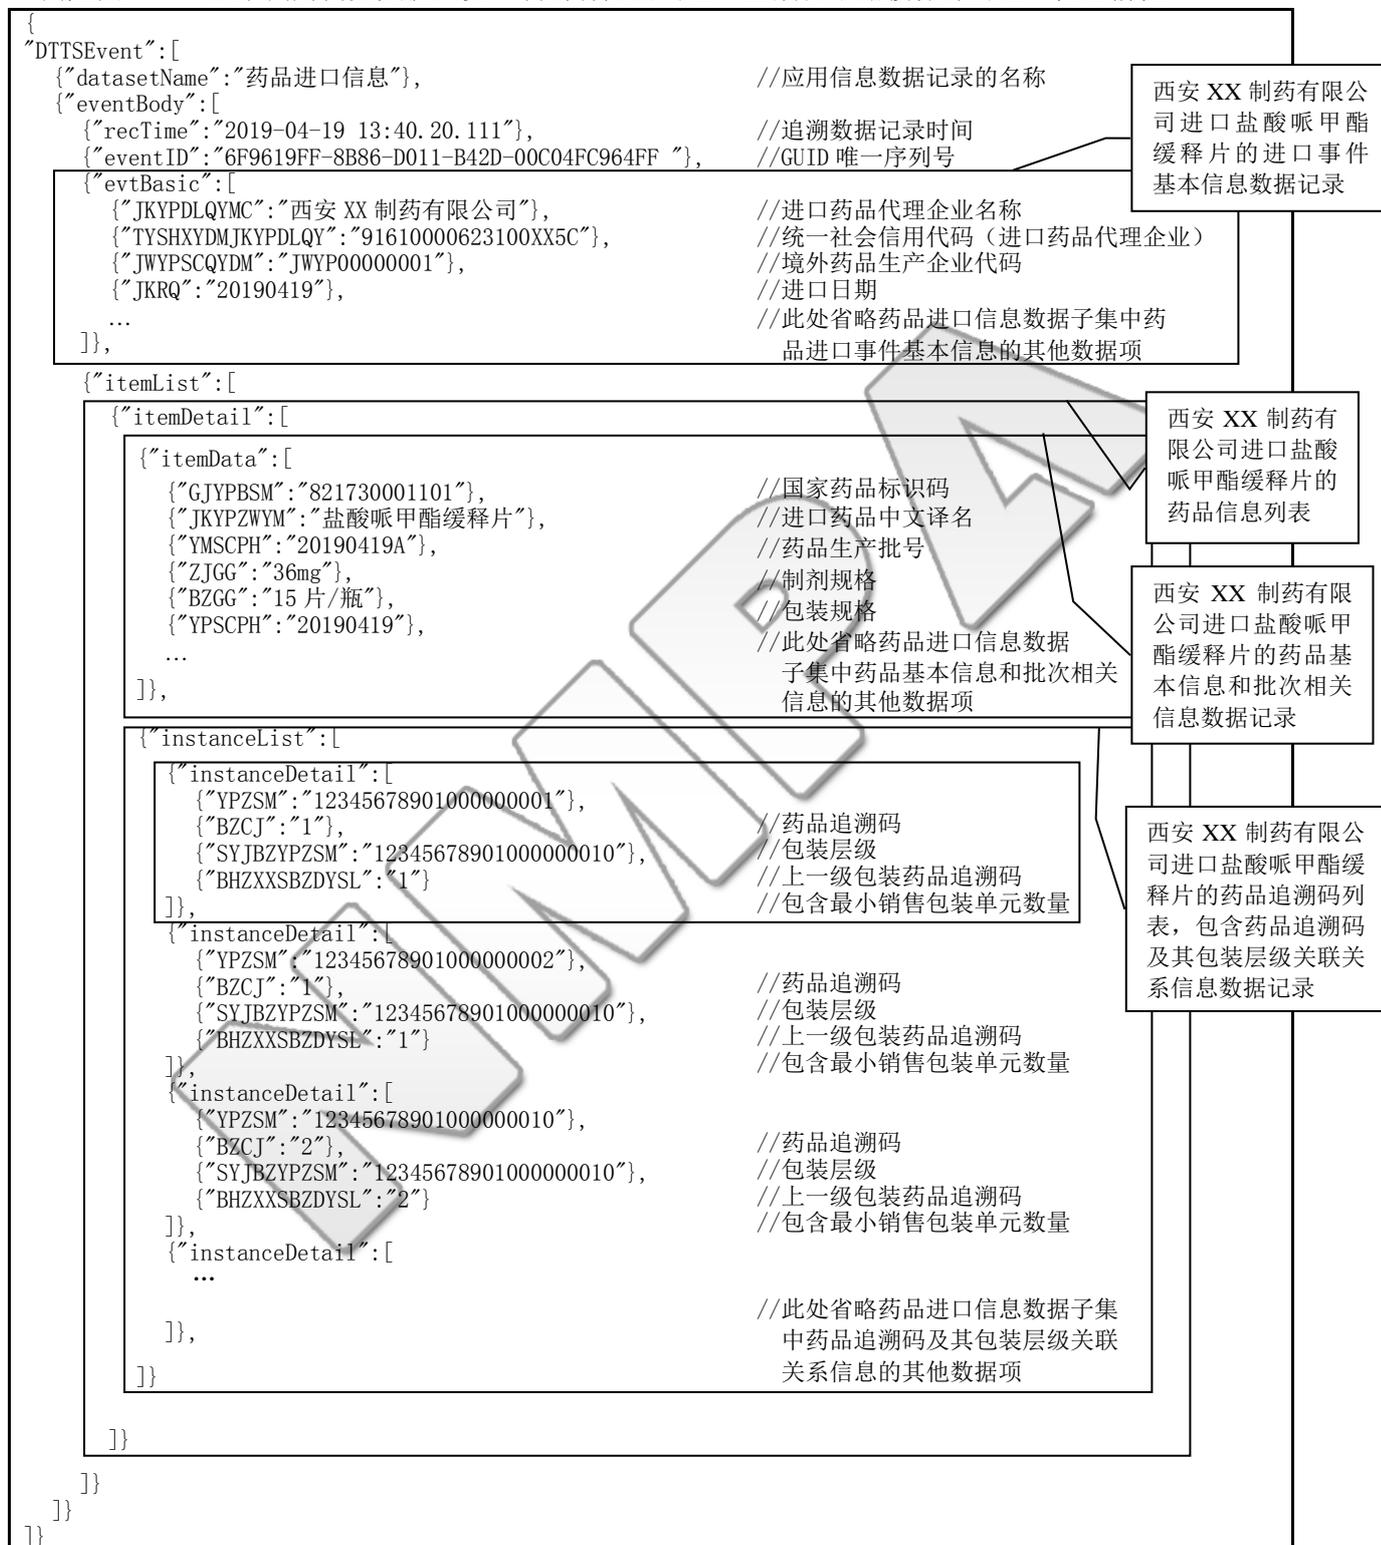 {
"DTTSEvent":[
{"datasetName":"药品进口信息"}, //应用信息数据记录的名称
{"eventBody":[
{"recTime":"2019-04-19 13:40.20.111"}, //追溯数据记录时间
{"eventID":"6F9619FF-8B86-D011-B42D-00C04FC964FF "}, //GUID 唯一序列号
西安 XX 制药有限公
司进口盐酸哌甲酯
缓释片的进口事件
基本信息数据记录
{"evtBasic":[
{"JKYPDLQYMC":"西安 XX 制药有限公司"}, //进口药品代理企业名称
{"TYSHXYDMJKYPDLQY":"91610000623100XX5C"}, //统一社会信用代码（进口药品代理企业）
{"JWYPSCQYDM":"JWYP00000001"}, //境外药品生产企业代码
{"JKRQ":"20190419"}, //进口日期
… //此处省略药品进口信息数据子集中药
]}, 品进口事件基本信息的其他数据项
{"itemList":[
{"itemDetail":[
西安 XX 制药有
限公司进口盐酸
哌甲酯缓释片的
药品信息列表
{"itemData":[
{"GJYPBSM":"821730001101"}, //国家药品标识码
{"JKYPZWYM":"盐酸哌甲酯缓释片"}, //进口药品中文译名
{"YMSCPH":"20190419A"}, //药品生产批号
{"ZJGG":"36mg"}, //制剂规格
{"BZGG":"15 片/瓶"}, //包装规格
{"YPSCPH":"20190419"}, //此处省略药品进口信息数据
… 子集中药品基本信息和批次相关
]}, 信息的其他数据项
西安 XX 制药有限
公司进口盐酸哌甲
酯缓释片的药品基
本信息和批次相关
信息数据记录
{"instanceList":[
{"instanceDetail":[
{"YPZSM":"12345678901000000001"},
{"BZCJ":"1"}, //药品追溯码
{"SYJBZYPZSM":"12345678901000000010"}, //包装层级
{"BHZXXSBZDYSL":"1"} //上一级包装药品追溯码
]}, //包含最小销售包装单元数量
西安 XX 制药有限公
司进口盐酸哌甲酯缓
释片的药品追溯码列
表，包含药品追溯码
及其包装层级关联关
系信息数据记录
{"instanceDetail":[
{"YPZSM":"12345678901000000002"},
{"BZCJ":"1"}, //药品追溯码
{"SYJBZYPZSM":"12345678901000000010"}, //包装层级
{"BHZXXSBZDYSL":"1"} //上一级包装药品追溯码
]}, //包含最小销售包装单元数量
{"instanceDetail":[
{"YPZSM":"12345678901000000010"},
{"BZCJ":"2"}, //药品追溯码
{"SYJBZYPZSM":"12345678901000000010"}, //包装层级
{"BHZXXSBZDYSL":"2"} //上一级包装药品追溯码
]}, //包含最小销售包装单元数量
{"instanceDetail":[
…
//此处省略药品进口信息数据子集
]}, 中药品追溯码及其包装层级关联
]} 关系信息的其他数据项
]}
]}
]}
]}
NMPA